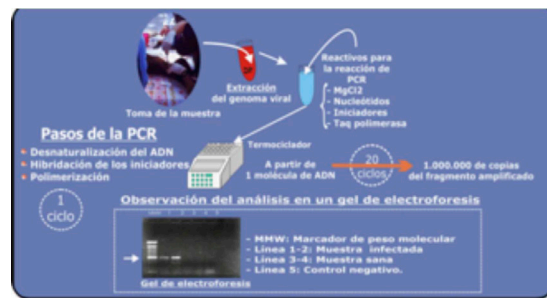 Toma de la muestra
Extracción
del genoma viral
Reactivos para
la reacción de
PCR
- MgCl2
- Nucleótidos
- Iniciadores
- Taq polimerasa
Pasos de la PCR
Desnaturalización del ADN
Hibridación de los iniciadores
Polimerización
1
ciclo
Termociclador
A partir de
1 molécula de ADN
20
ciclos
1.000.000 de copias
del fragmento amplificado
Observación del análisis en un gel de electroforesis
- MMW: Marcador de peso molecular
- Linea 1-2: Muestra infectada
- Linea 3-4: Muestra sana
- Linea 5: Control negativo.
Gel de electroforesis